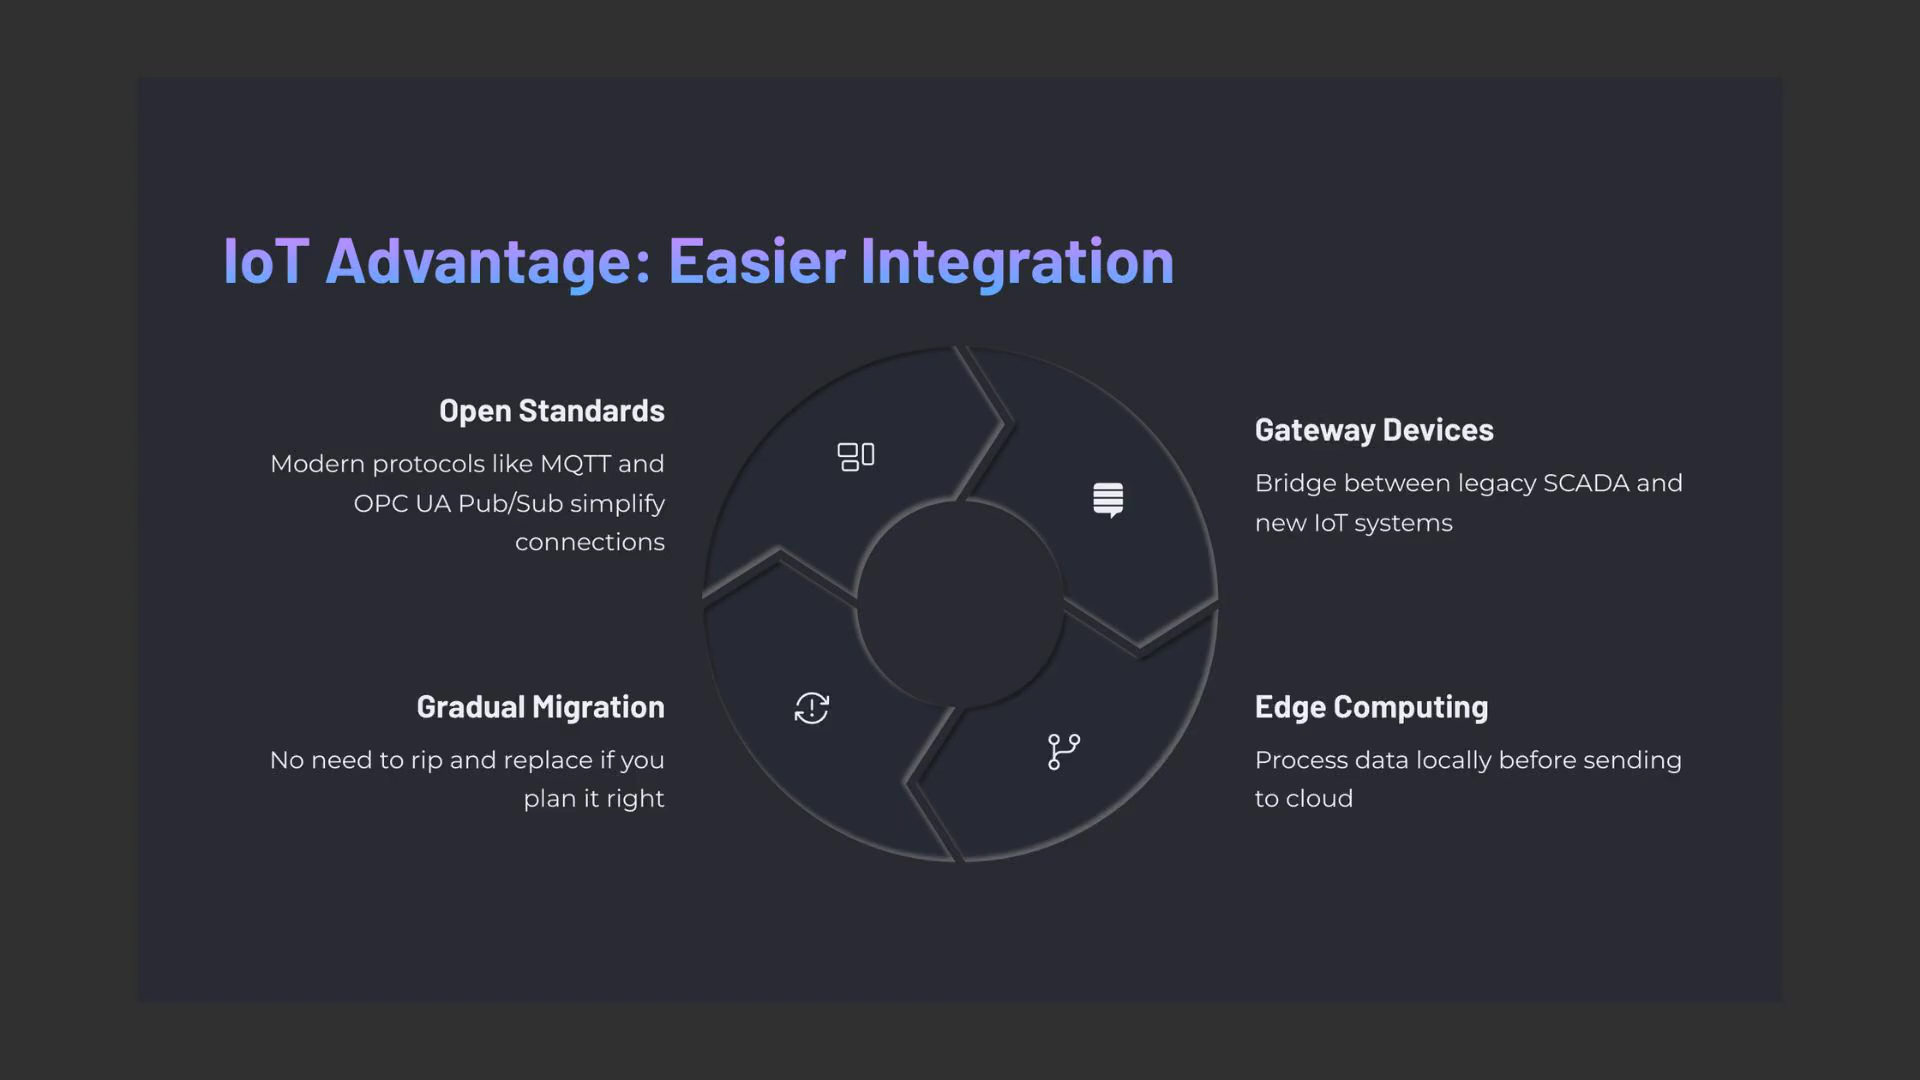 IoT Advantage: Easier Integration
Open Standards
Modern protocols like MQTT and
OPC UA Pub/Sub simplify
connections
Gateway Devices
Bridge between legacy SCADA and
new IoT systems
Gradual Migration
No need to rip and replace if you
plan it right
Edge Computing
Process data locally before sending
to cloud